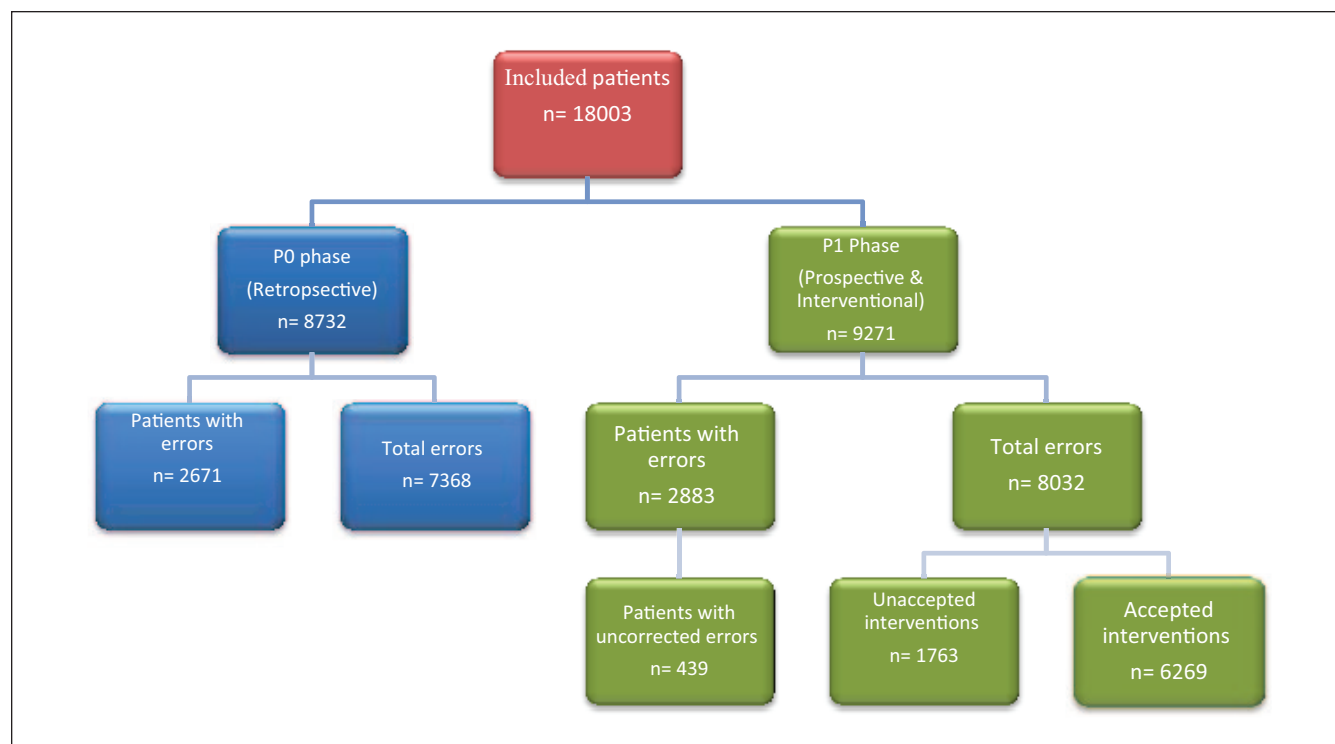 Included patients
n= 18003
P0 phase
(Retropsective)
n= 8732
P1 Phase
(Prospective &
Interventional)
n= 9271
Patients with
errors
n= 2671
Total errors
n= 7368
Patients with
errors
n= 2883
Total errors
n= 8032
Patients with
uncorrected errors
n= 439
Unaccepted
interventions
n= 1763
Accepted
interventions
n= 6269